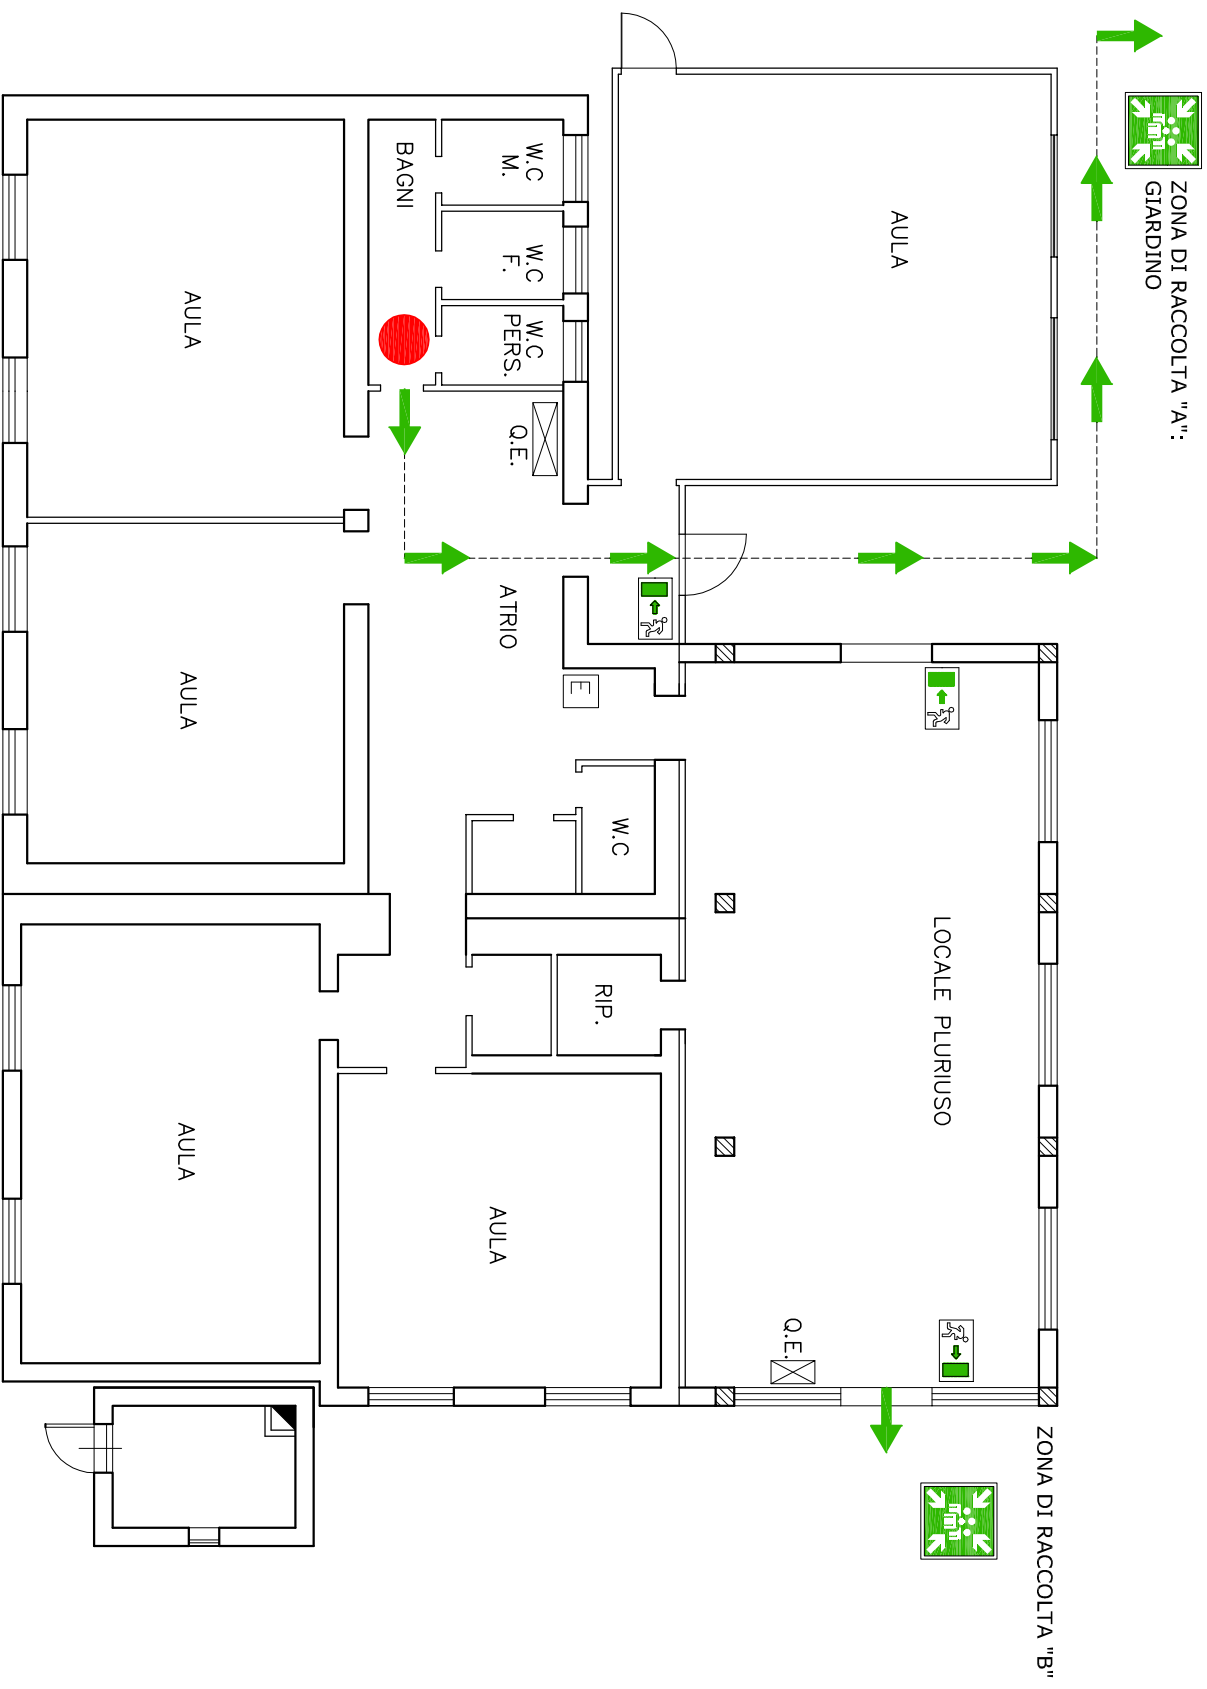 ZONA DI RACCOLTA "A":
GIARDINO
AULA
W.C
M.
W.C
F.
W.C
PERS.
BAGNI
Q.E.
AULA
ATRIO
E
AULA
W.C
LOCALE PLURIUSO
RIP.
AULA
AULA
Q.E.
ZONA DI RACCOLTA "B"